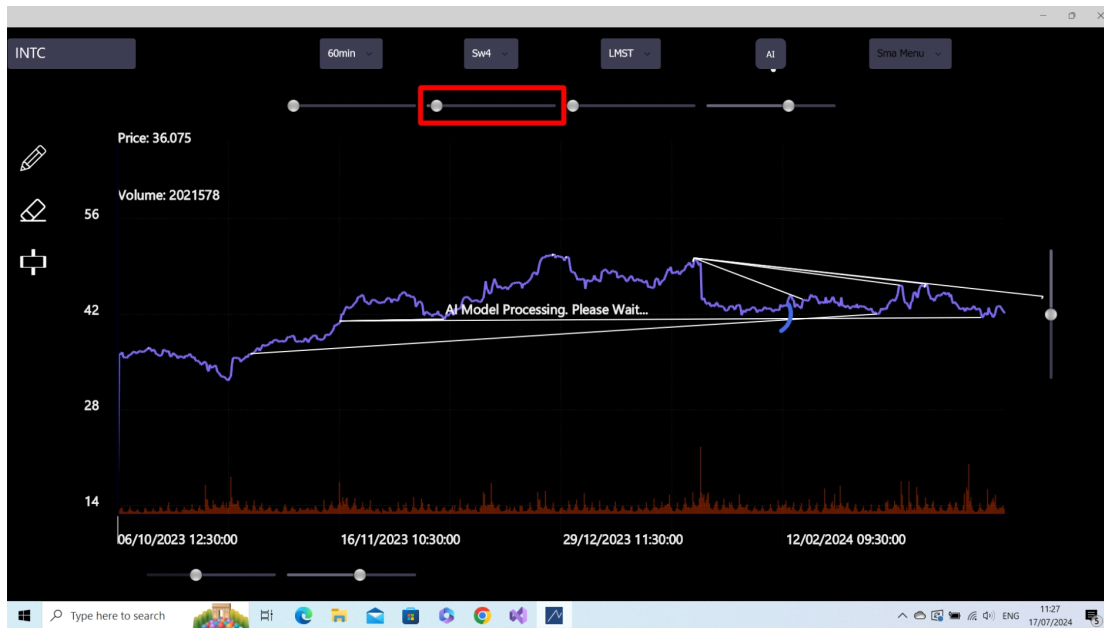 INTC
60min
Sw4
LMST
AI
Sma Menu
Price: 36.075
Volume: 2021578
56
42
AI Model Processing. Please Wait...
28
14
06/10/2023 12:30:00
16/11/2023 10:30:00
29/12/2023 11:30:00
12/02/2024 09:30:00
Type here to search
ENG
11:27
17/07/2024
5